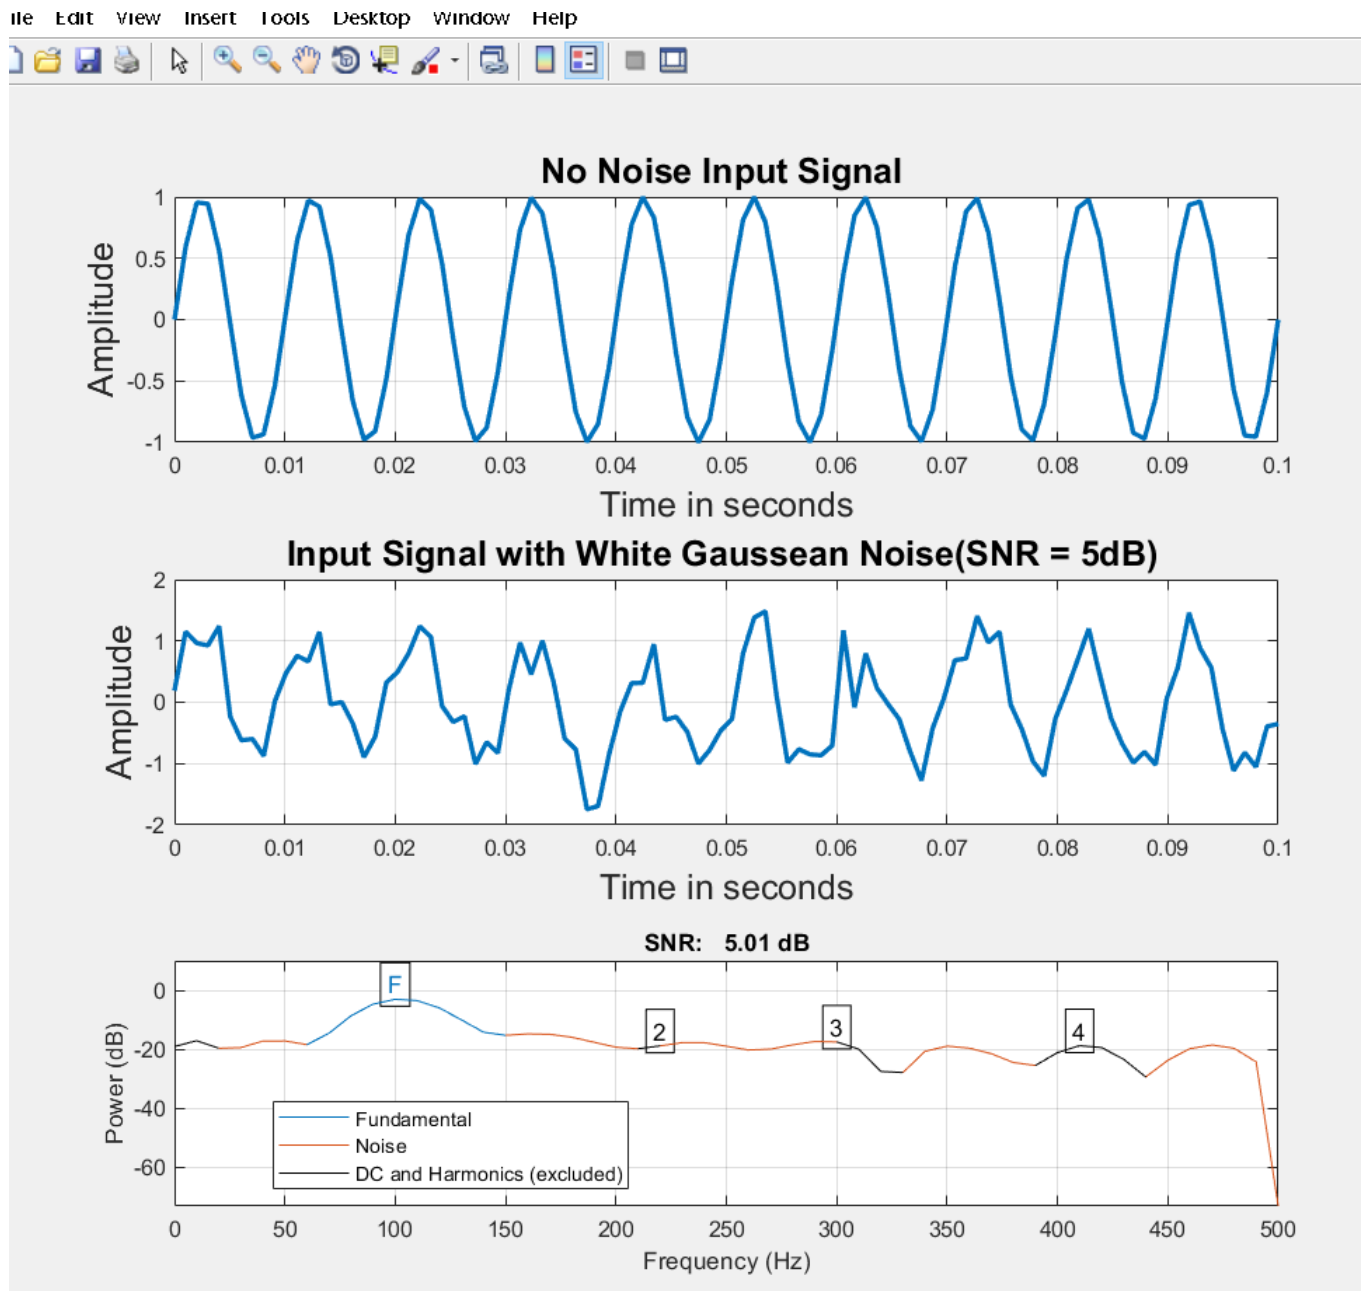 ile Edit View Insert Tools Desktop Window Help
No Noise Input Signal
Amplitude
1
0.5
0
-0.5
-1
0 0.01 0.02 0.03 0.04 0.05 0.06 0.07 0.08 0.09 0.1
Time in seconds
Input Signal with White Gaussean Noise(SNR = 5dB)
Amplitude
2
1
0
-1
-2
0 0.01 0.02 0.03 0.04 0.05 0.06 0.07 0.08 0.09 0.1
Time in seconds
SNR: 5.01 dB
Power (dB)
0
-20
-40
-60
F
2
3
4
Fundamental
Noise
DC and Harmonics (excluded)
0 50 100 150 200 250 300 350 400 450 500
Frequency (Hz)